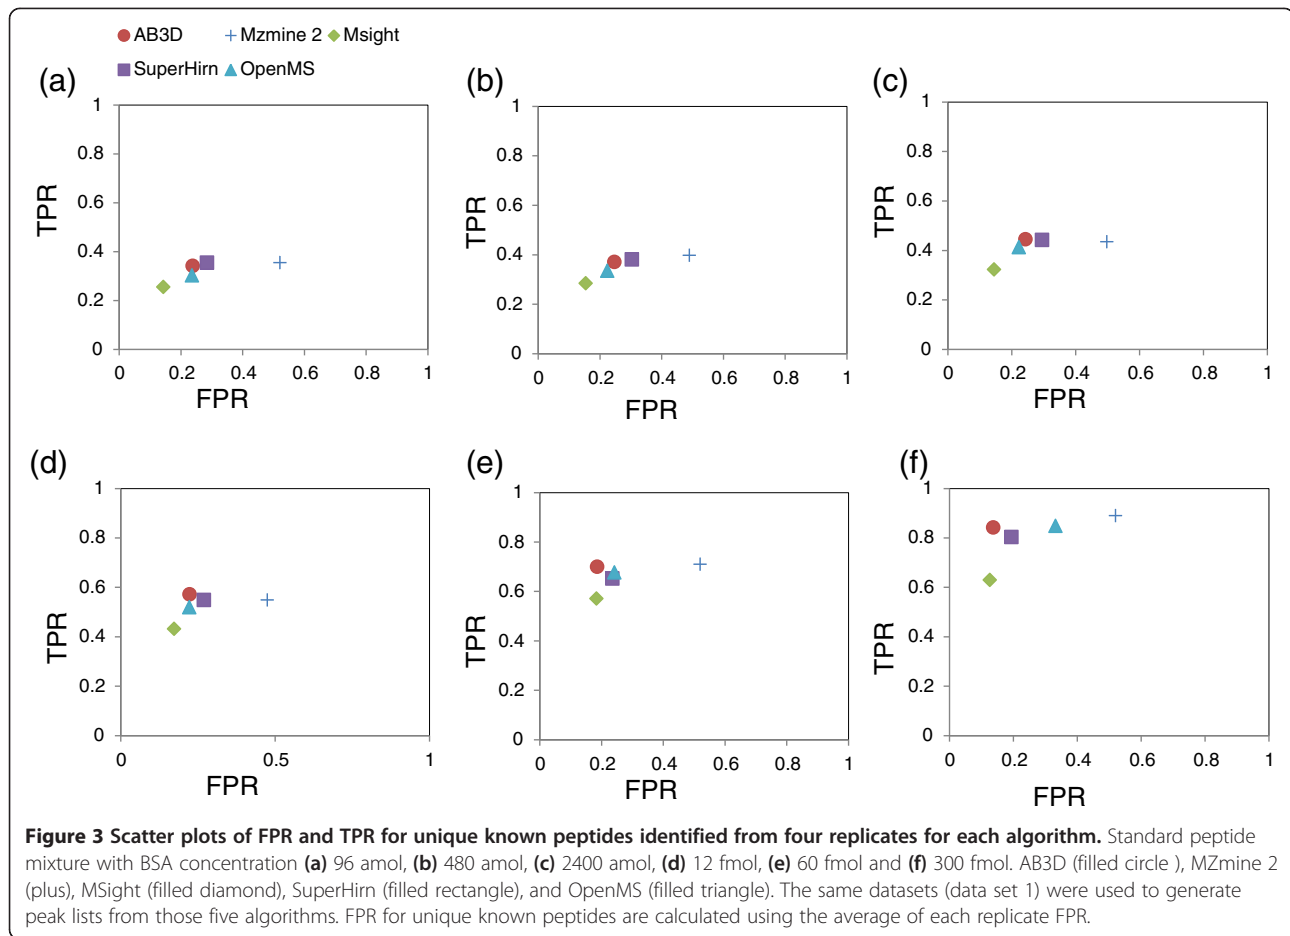 AB3D Mzmine 2 Msight
SuperHirn OpenMS
(a)
1
0.8
0.6
0.4
0.2
0
TPR
0 0.2 0.4 0.6 0.8 1
FPR
(b)
1
0.8
0.6
0.4
0.2
0
TPR
0 0.2 0.4 0.6 0.8 1
FPR
(c)
1
0.8
0.6
0.4
0.2
0
TPR
0 0.2 0.4 0.6 0.8 1
FPR
(d)
1
0.8
0.6
0.4
0.2
0
TPR
0 0.5 1
FPR
(e)
1
0.8
0.6
0.4
0.2
0
TPR
0 0.2 0.4 0.6 0.8 1
FPR
(f)
1
0.8
0.6
0.4
0.2
0
TPR
0 0.2 0.4 0.6 0.8 1
FPR
Figure 3 Scatter plots of FPR and TPR for unique known peptides identified from four replicates for each algorithm. Standard peptide
mixture with BSA concentration (a) 96 amol, (b) 480 amol, (c) 2400 amol, (d) 12 fmol, (e) 60 fmol and (f) 300 fmol. AB3D (filled circle ), MZmine 2
(plus), MSight (filled diamond), SuperHirn (filled rectangle), and OpenMS (filled triangle). The same datasets (data set 1) were used to generate
peak lists from those five algorithms. FPR for unique known peptides are calculated using the average of each replicate FPR.